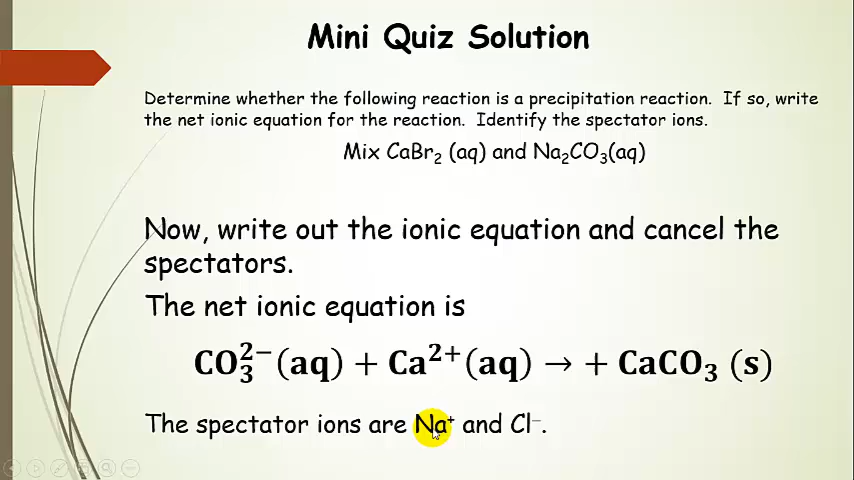 Mini Quiz Solution
Determine whether the following reaction is a precipitation reaction. If so, write
the net ionic equation for the reaction. Identify the spectator ions.
Mix CaBr₂ (aq) and Na₂CO₃(aq)
Now, write out the ionic equation and cancel the
spectators.
The net ionic equation is
CO₃²⁻(aq) + Ca²⁺(aq) → + CaCO₃ (s)
The spectator ions are Na⁺ and Cl⁻.